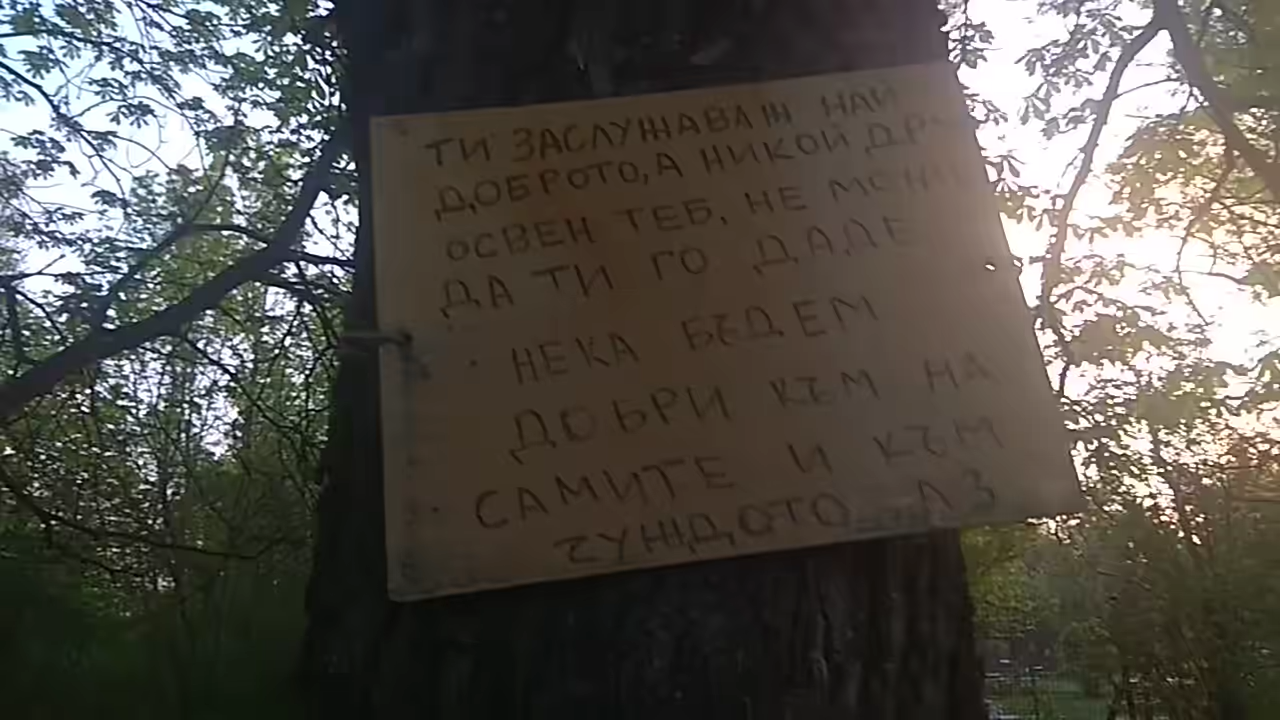 ТИ ЗАСЛУЖАВАШ НАЙ
ДОБРОТО, А НИКОЙ
ОСВЕН ТЕБ, НЕ
ДА ТИ ГО ДАДЕ
· НЕКА БЪДЕМ
ДОБРИ КЪМ НА
· САМИТЕ И КЪМ
ЧУЖДОТО АЗ